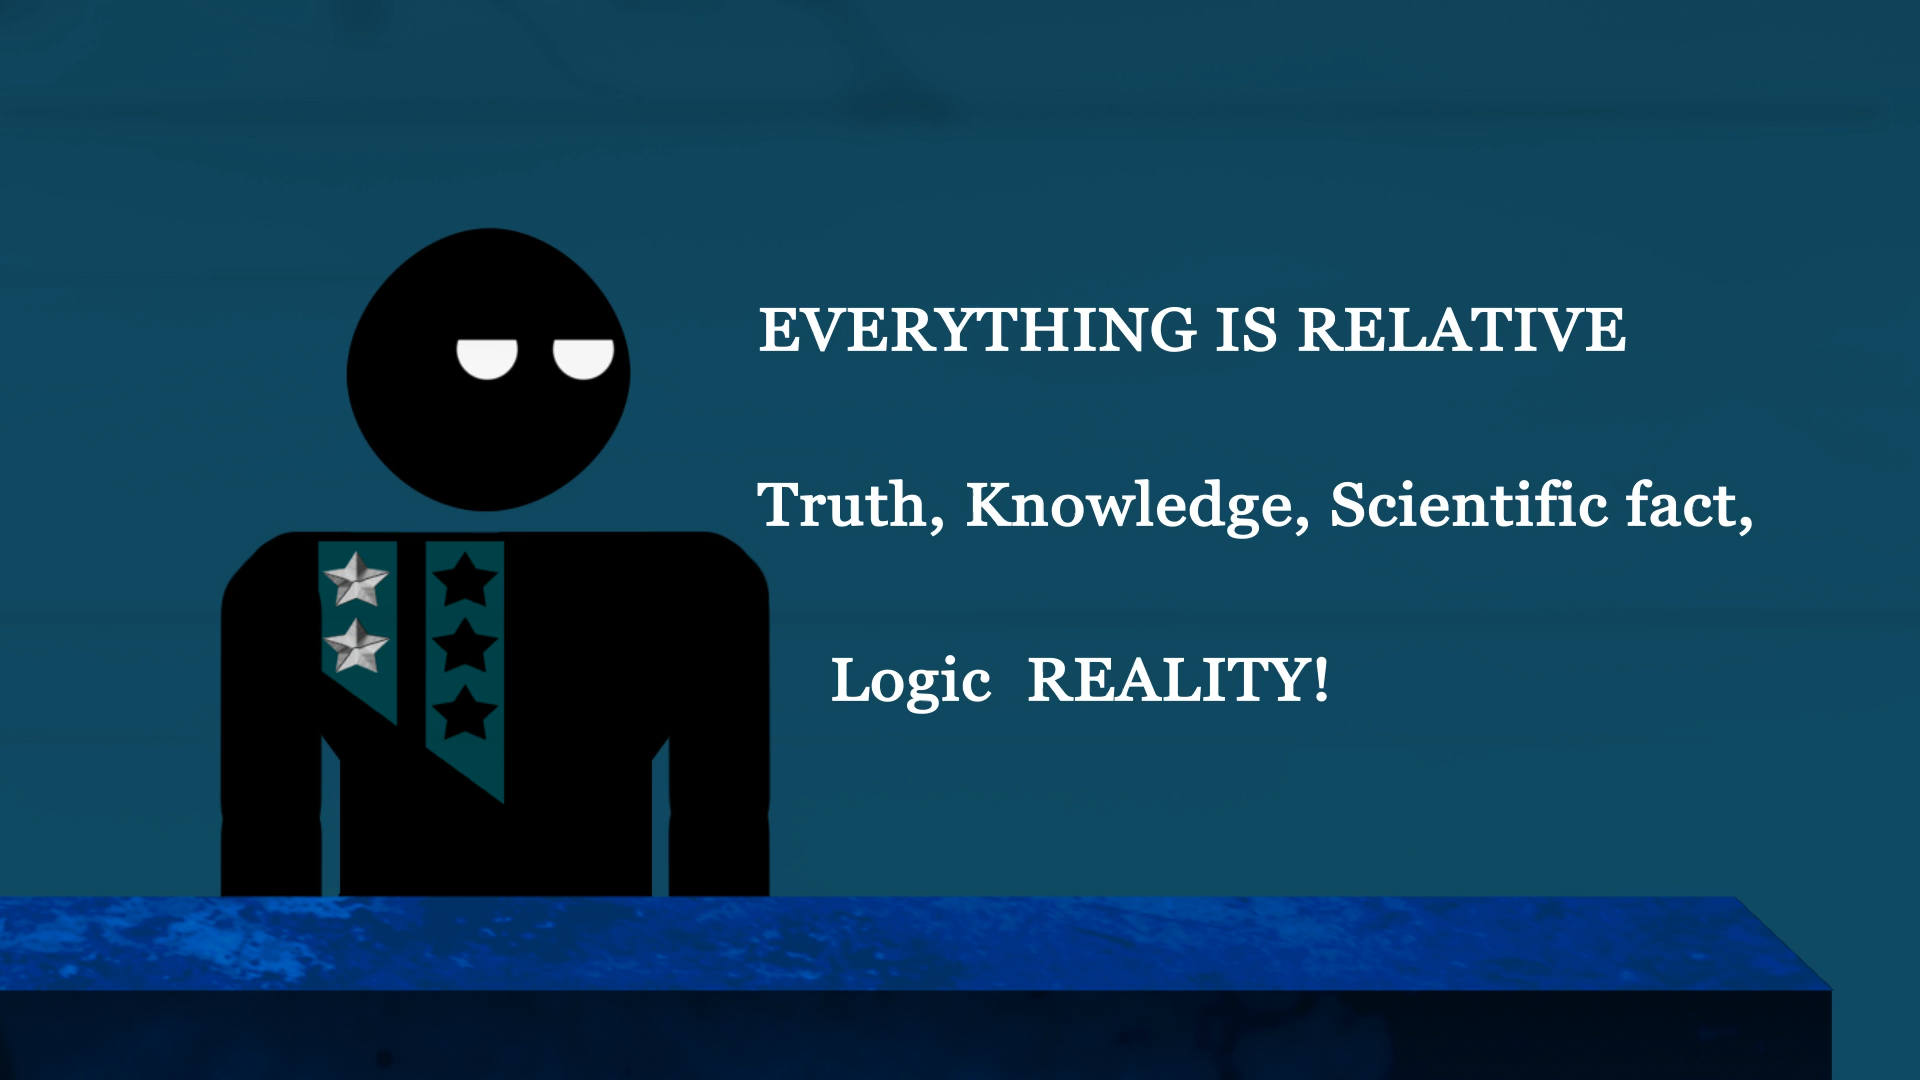 EVERYTHING IS RELATIVE
Truth, Knowledge, Scientific fact,
Logic REALITY!